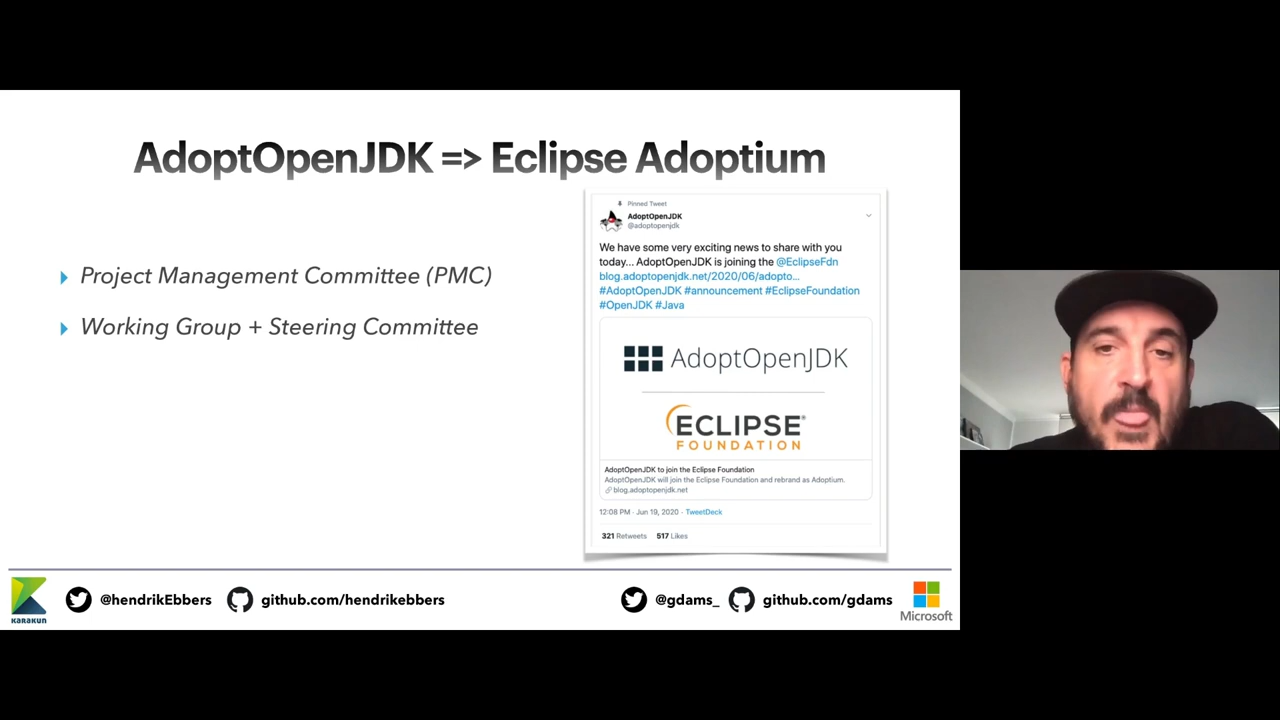 AdoptOpenJDK => Eclipse Adoptium
Project Management Committee (PMC)
Working Group + Steering Committee
Pinned Tweet
AdoptOpenJDK
@adoptopenjdk
We have some very exciting news to share with you
today... AdoptOpenJDK is joining the @EclipseFdn
blog.adoptopenjdk.net/2020/06/adopto...
#AdoptOpenJDK #announcement #EclipseFoundation
#OpenJDK #Java
AdoptOpenJDK
ECLIPSE®
FOUNDATION
AdoptOpenJDK to join the Eclipse Foundation
AdoptOpenJDK will join the Eclipse Foundation and rebrand as Adoptium.
blog.adoptopenjdk.net
12:08 PM · Jun 19, 2020 · TweetDeck
321 Retweets 517 Likes
KARAKUN
@hendrikEbbers
github.com/hendrikebbers
@gdams_
github.com/gdams
Microsoft